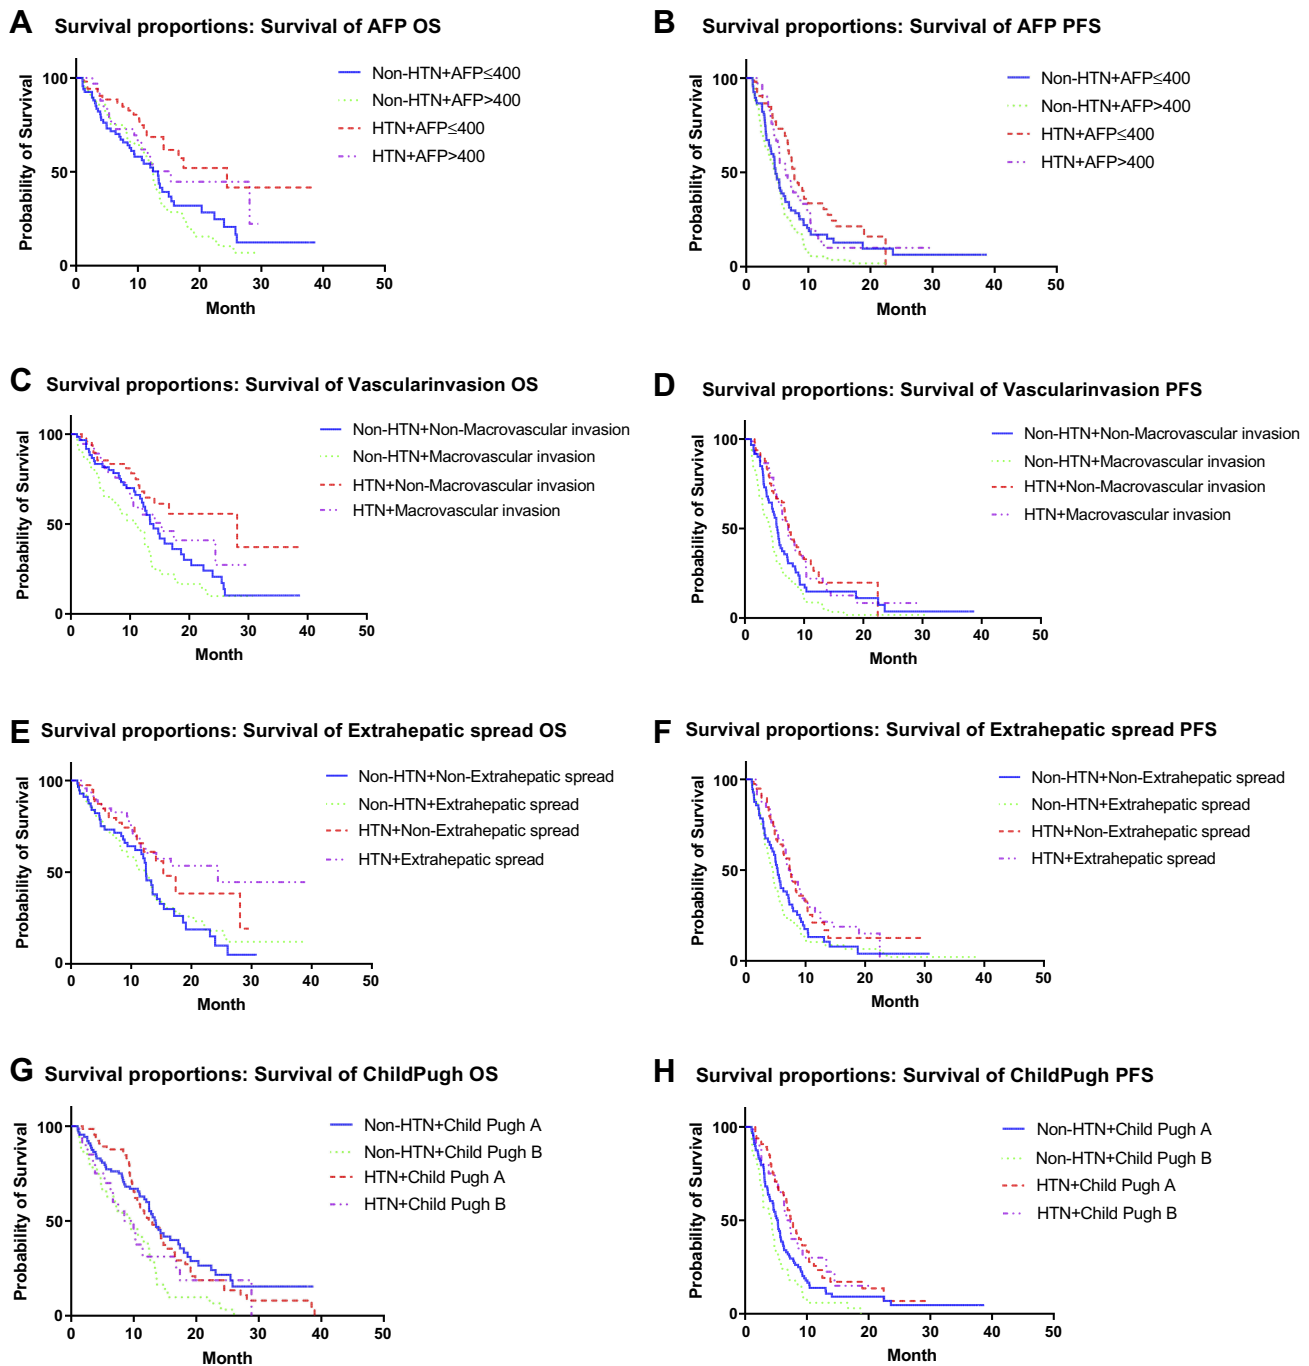 A Survival proportions: Survival of AFP OS
Probability of Survival
100
50
0
0 10 20 30 40 50
Month
Non-HTN+AFP≤400
Non-HTN+AFP>400
HTN+AFP≤400
HTN+AFP>400
B Survival proportions: Survival of AFP PFS
Probability of Survival
100
50
0
0 10 20 30 40 50
Month
Non-HTN+AFP≤400
Non-HTN+AFP>400
HTN+AFP≤400
HTN+AFP>400
C Survival proportions: Survival of Vascularinvasion OS
Probability of Survival
100
50
0
0 10 20 30 40 50
Month
Non-HTN+Non-Macrovascular invasion
Non-HTN+Macrovascular invasion
HTN+Non-Macrovascular invasion
HTN+Macrovascular invasion
D Survival proportions: Survival of Vascularinvasion PFS
Probability of Survival
100
50
0
0 10 20 30 40 50
Month
Non-HTN+Non-Macrovascular invasion
Non-HTN+Macrovascular invasion
HTN+Non-Macrovascular invasion
HTN+Macrovascular invasion
E Survival proportions: Survival of Extrahepatic spread OS
Probability of Survival
100
50
0
0 10 20 30 40 50
Month
Non-HTN+Non-Extrahepatic spread
Non-HTN+Extrahepatic spread
HTN+Non-Extrahepatic spread
HTN+Extrahepatic spread
F Survival proportions: Survival of Extrahepatic spread PFS
Probability of Survival
100
50
0
0 10 20 30 40 50
Month
Non-HTN+Non-Extrahepatic spread
Non-HTN+Extrahepatic spread
HTN+Non-Extrahepatic spread
HTN+Extrahepatic spread
G Survival proportions: Survival of ChildPugh OS
Probability of Survival
100
50
0
0 10 20 30 40 50
Month
Non-HTN+Child Pugh A
Non-HTN+Child Pugh B
HTN+Child Pugh A
HTN+Child Pugh B
H Survival proportions: Survival of ChildPugh PFS
Probability of Survival
100
50
0
0 10 20 30 40 50
Month
Non-HTN+Child Pugh A
Non-HTN+Child Pugh B
HTN+Child Pugh A
HTN+Child Pugh B